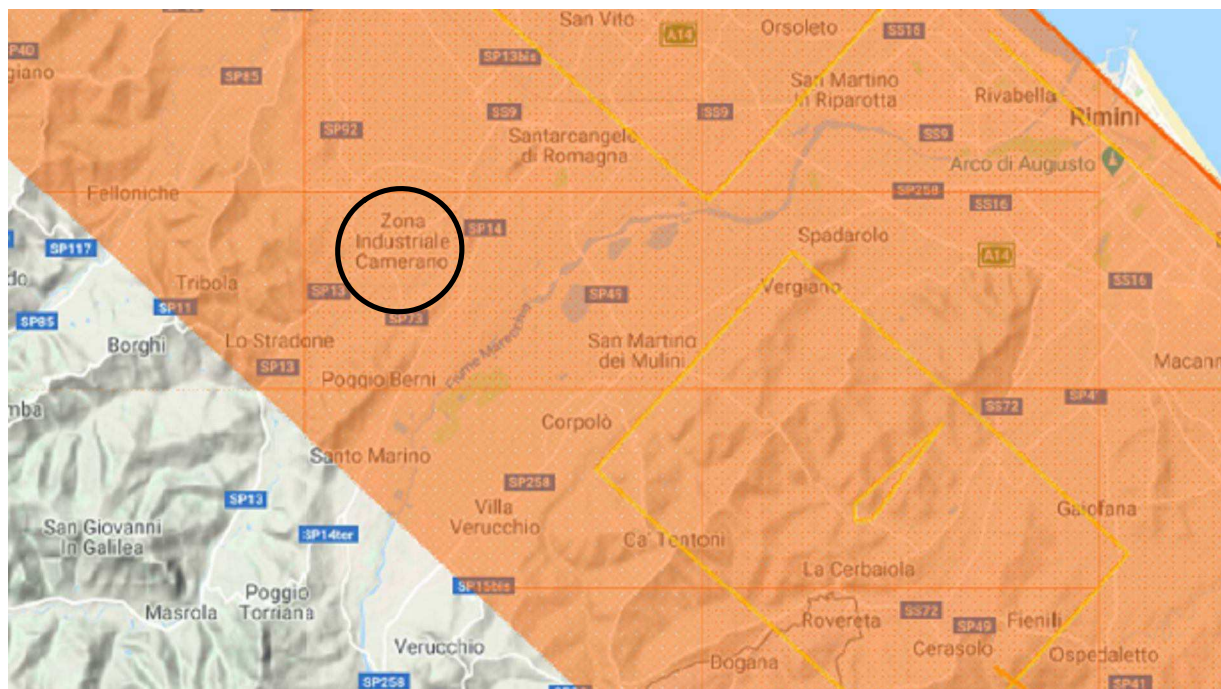 San Vito
Orsoleto
SS16
A14
SP40
giano
SP85
SP13bis
San Martino
In Riparotta
Rivabella
Rimini
SP92
SS9
SS9
SS9
Santarcangelo
di Romagna
Arco di Augusto
Felloniche
SP258
SS16
Zona
Industriale
Camerano
SP14
Spadarolo
A14
SP117
do
Tribola
SP13
SP49
Vergiano
SS16
SP85
SP11
SP73
Borghi
Lo Stradone
San Martino
dei Mulini
Fiume Marecchia
Macann
SP13
Poggio Berni
SP41
mba
SS72
Corpolò
Santo Marino
SP13
SP258
Villa
Verucchio
Gaiofana
San Giovanni
In Galilea
SP14ter
Ca' Tentoni
La Cerbaiola
Poggio
Torriana
SP15bis
Masrola
Rovereta
SS72
Fienili
SP49
Verucchio
Cerasolo
Dogana
Ospedaletto
SP258
SP41